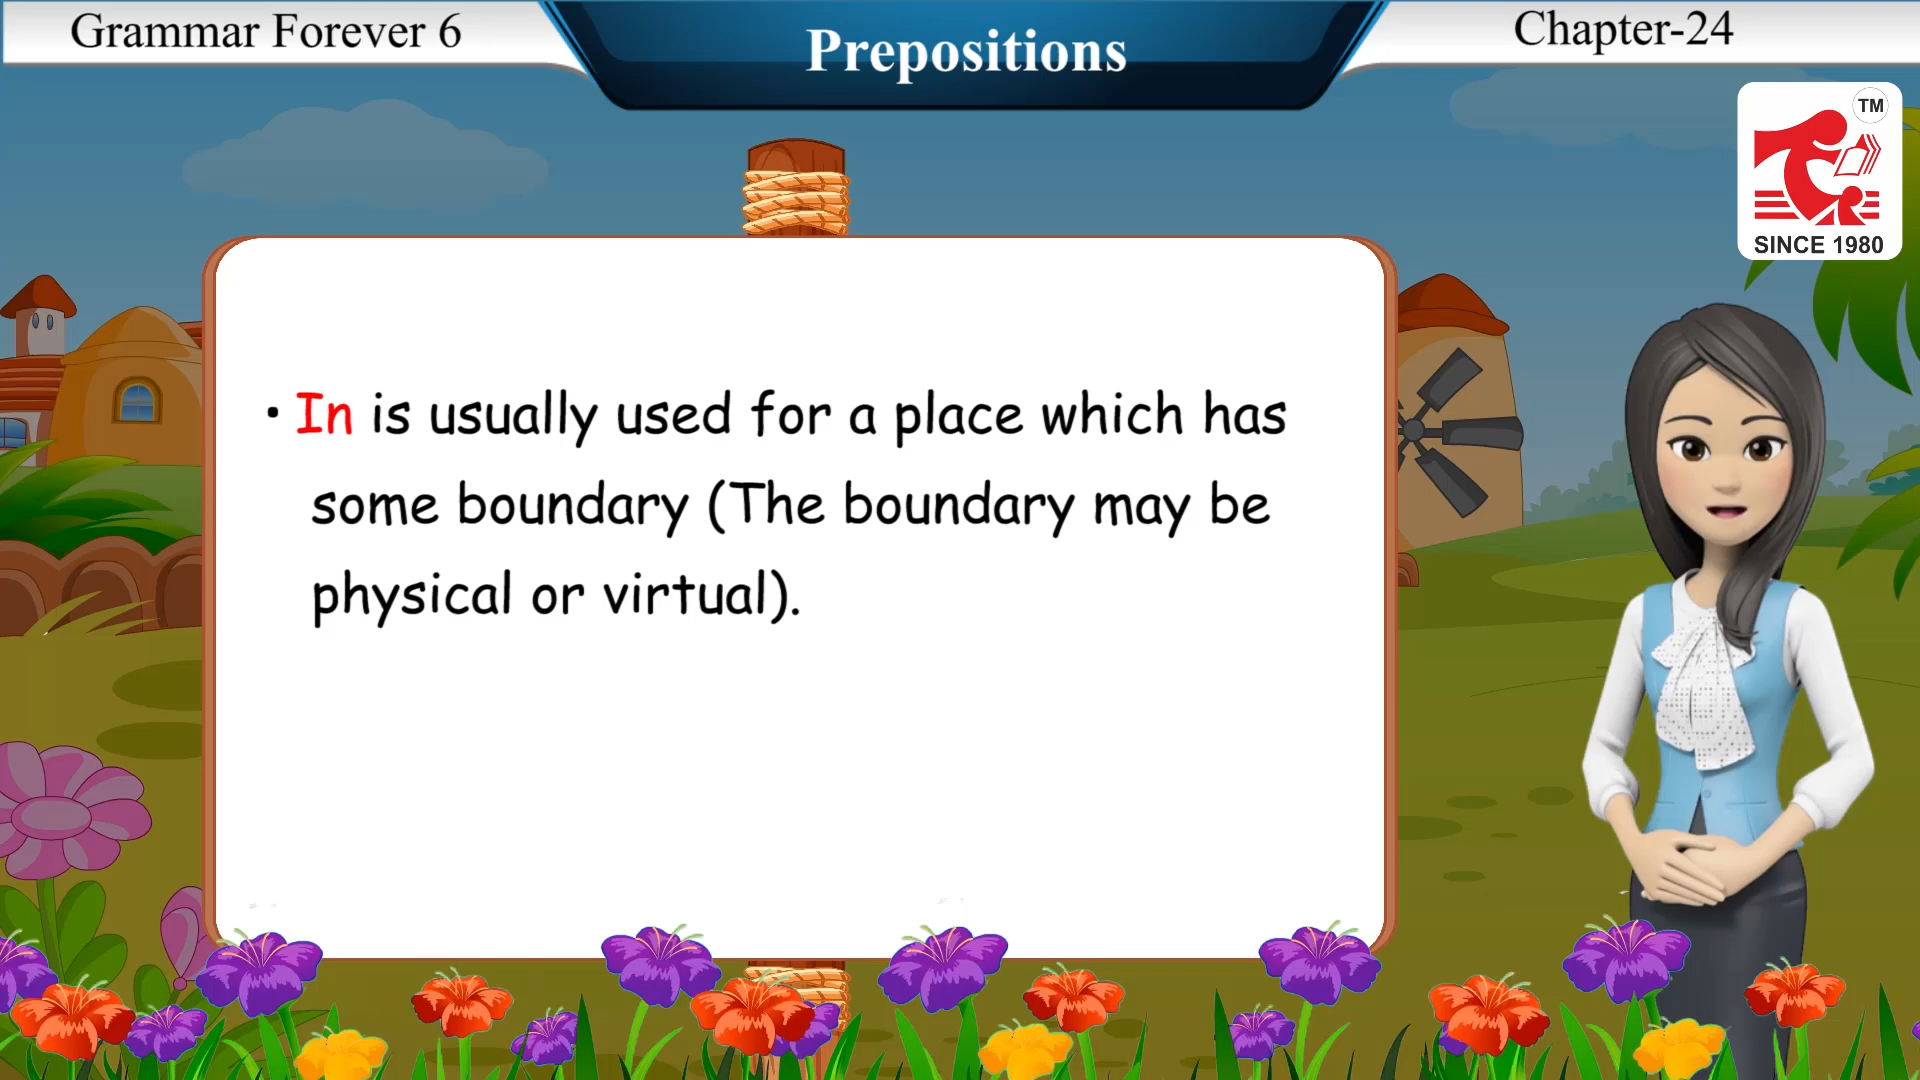 Grammar Forever 6
Prepositions
Chapter-24
TM
SINCE 1980
• In is usually used for a place which has
some boundary (The boundary may be
physical or virtual).